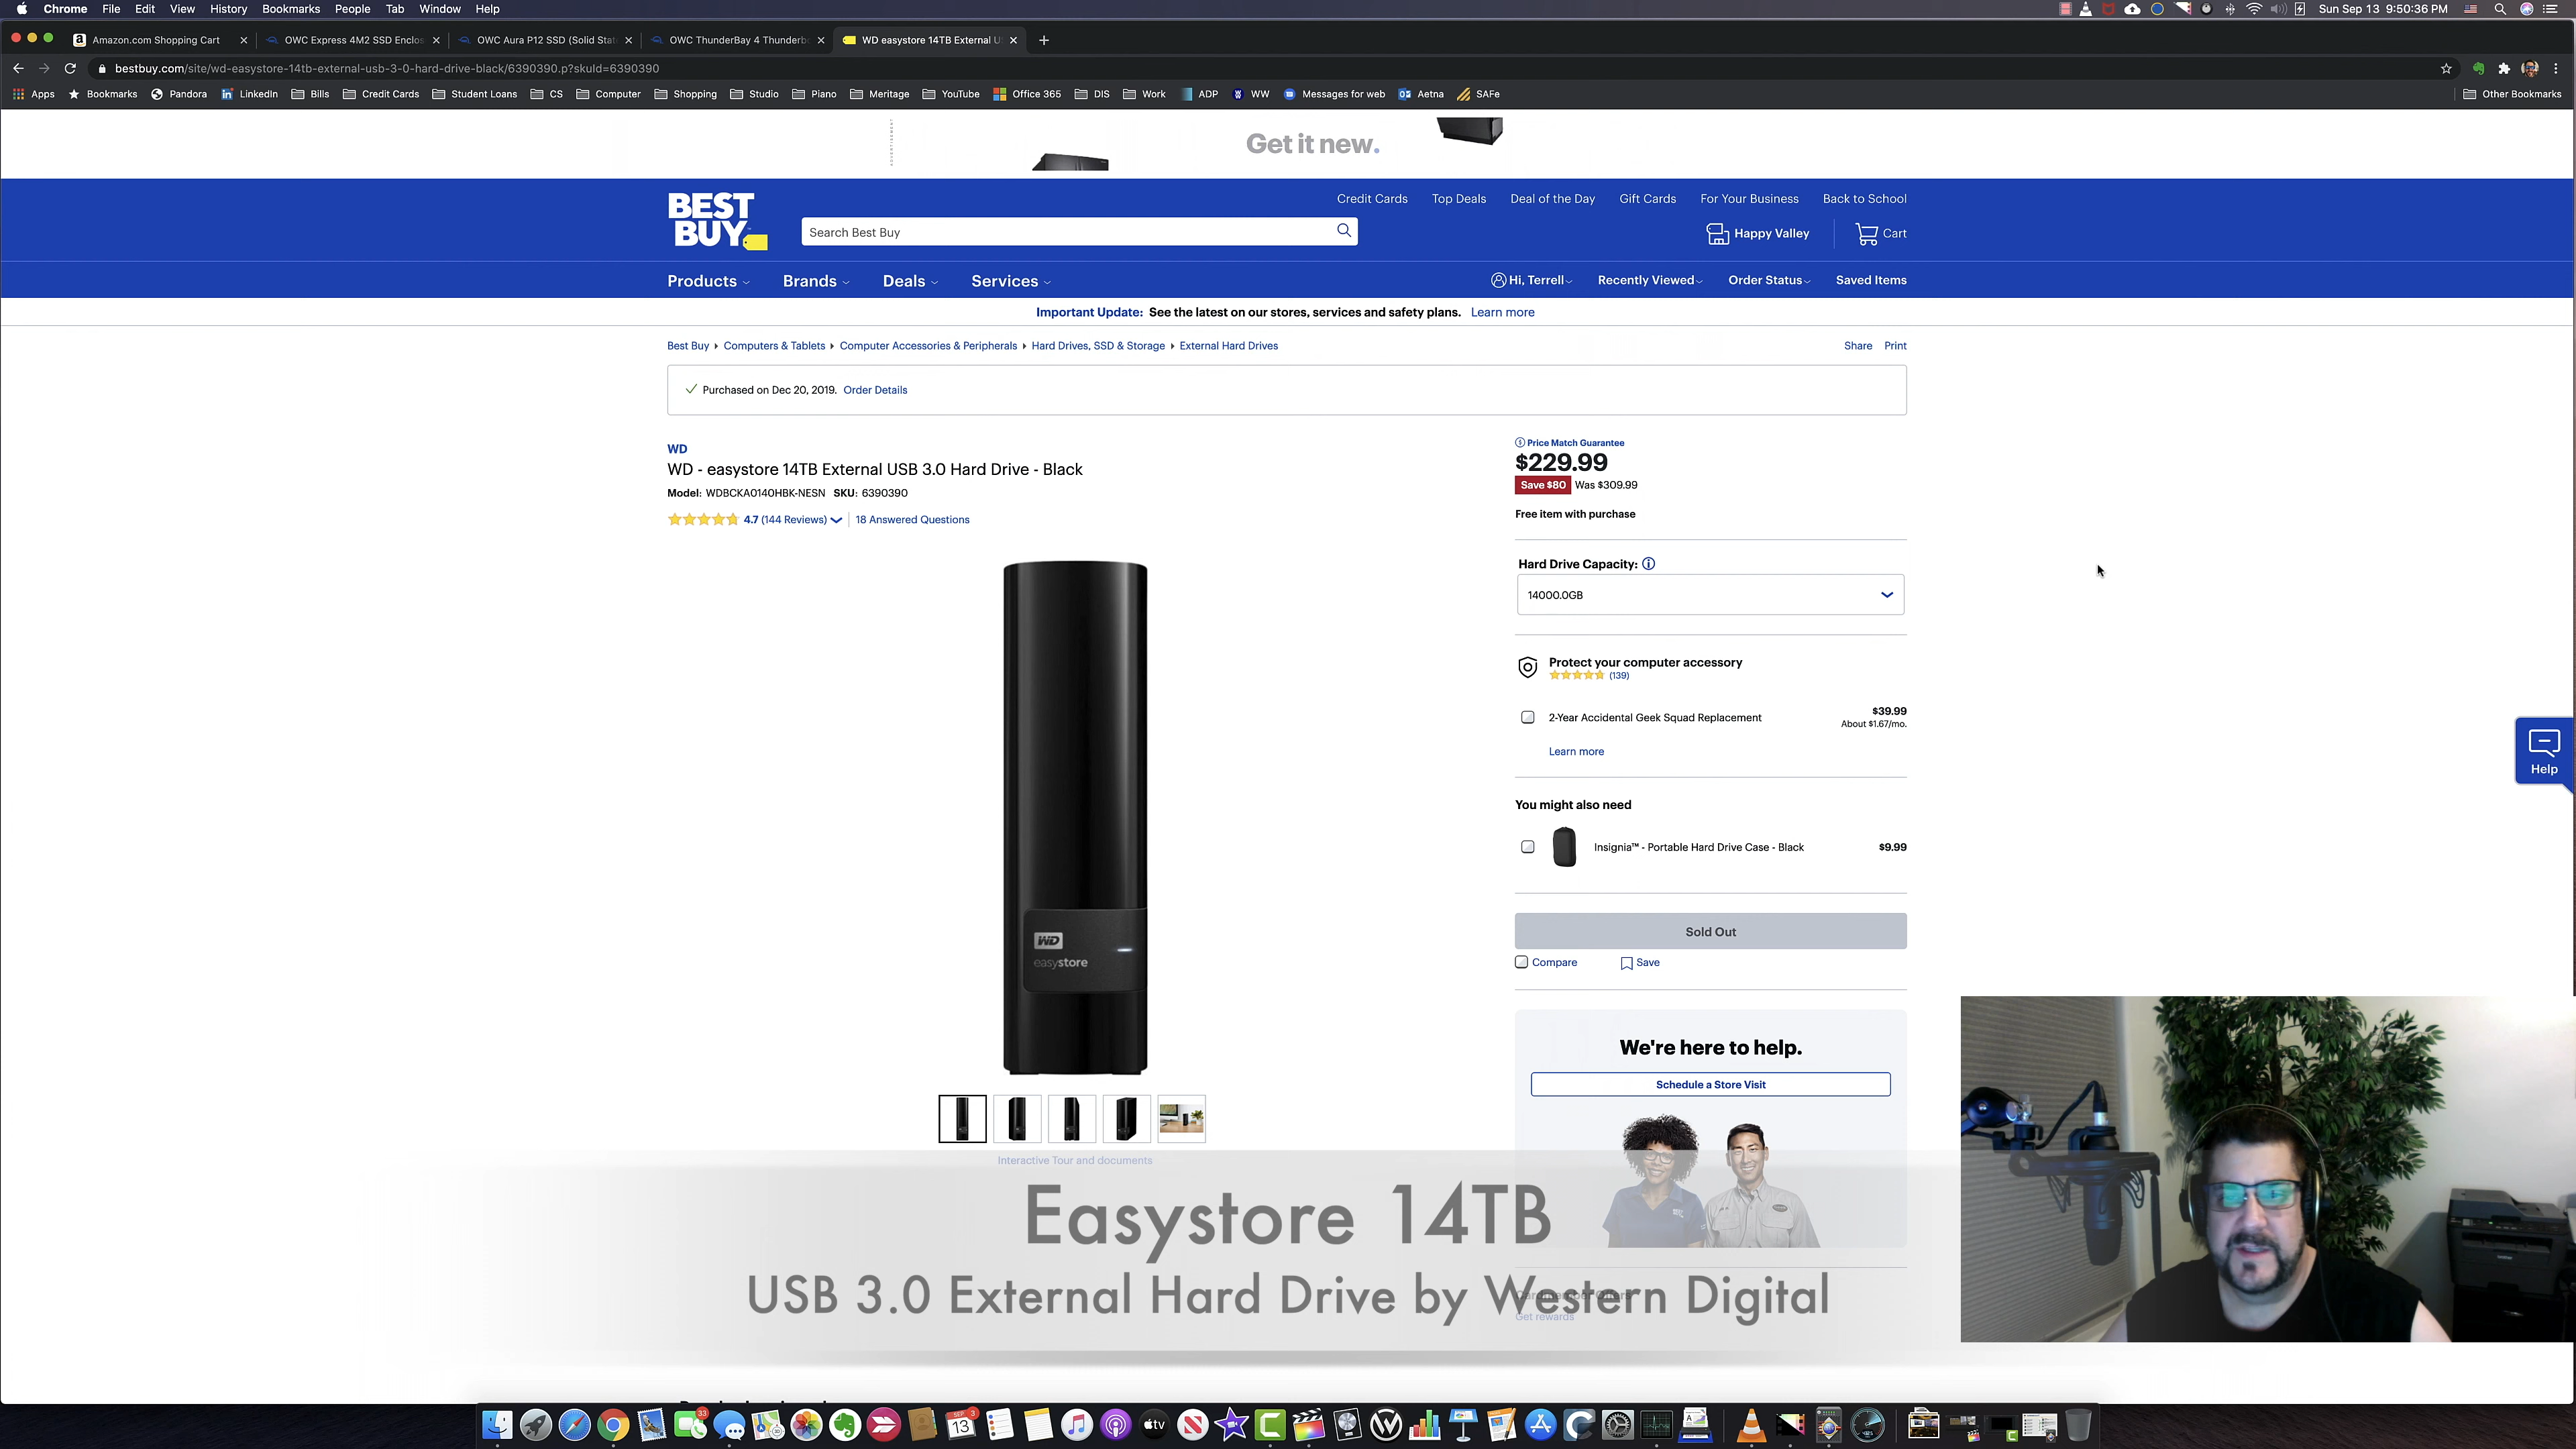 Chrome File Edit View History Bookmarks People Tab Window Help Sun Sep 13 9:50:36 PM
Amazon.com Shopping Cart OWC Express 4M2 SSD Enclos OWC Aura P12 SSD (Solid Stat OWC ThunderBay 4 Thunderb WD easystore 14TB External U
bestbuy.com/site/wd-easystore-14tb-external-usb-3-0-hard-drive-black/6390390.p?skuId=6390390
Apps Bookmarks Pandora LinkedIn Bills Credit Cards Student Loans CS Computer Shopping Studio Piano Meritage YouTube Office 365 DIS Work ADP WW Messages for web Aetna SAFe Other Bookmarks
ADVERTISEMENT
Get it new.
BEST BUY
Credit Cards Top Deals Deal of the Day Gift Cards For Your Business Back to School
Search Best Buy
Happy Valley Cart
Products Brands Deals Services
Hi, Terrell Recently Viewed Order Status Saved Items
Important Update: See the latest on our stores, services and safety plans. Learn more
Best Buy Computers & Tablets Computer Accessories & Peripherals Hard Drives, SSD & Storage External Hard Drives
Share Print
Purchased on Dec 20, 2019. Order Details
WD
WD - easystore 14TB External USB 3.0 Hard Drive - Black
Model: WDBCKA0140HBK-NESN SKU: 6390390
4.7 (144 Reviews) 18 Answered Questions
Price Match Guarantee
$229.99
Save $80 Was $309.99
Free item with purchase
Hard Drive Capacity:
14000.0GB
Protect your computer accessory
(139)
2-Year Accidental Geek Squad Replacement $39.99
About $1.67/mo.
Learn more
You might also need
Insignia™ - Portable Hard Drive Case - Black $9.99
Sold Out
Compare Save
We're here to help.
Schedule a Store Visit
WD
easystore
Interactive Tour and documents
Help
Easystore 14TB
USB 3.0 External Hard Drive by Western Digital
Get rewards
33
SEP 3
13
tv